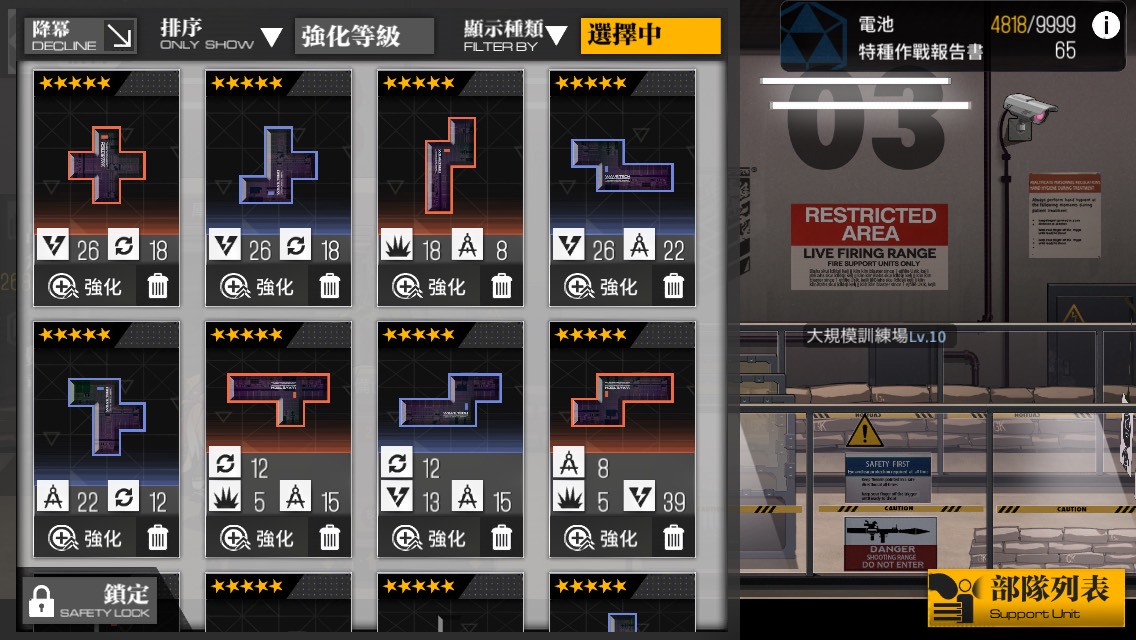 降冪
DECLINE
排序
ONLY SHOW
強化等級
顯示種類
FILTER BY
選擇中
電池
4818/9999
特種作戰報告書
65
26
18
強化
26
18
強化
18
8
強化
26
22
強化
22
12
強化
12
5
15
強化
12
13
15
強化
8
5
39
強化
鎖定
SAFETY LOCK
03
RESTRICTED
AREA
LIVE FIRING RANGE
FIRE SUPPORT UNITS ONLY
大規模訓練場Lv.10
CAUTION
CAUTION
SAFETY FIRST
CAUTION
CAUTION
DANGER
SHOOTING RANGE
DO NOT ENTER
部隊列表
Support Unit